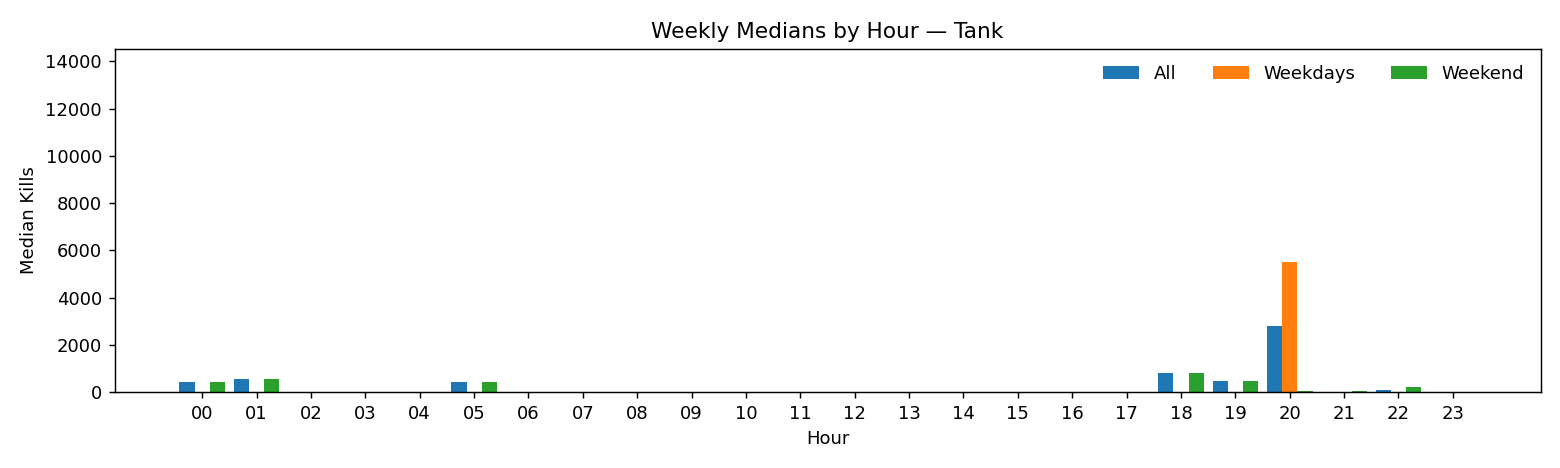 Weekly Medians by Hour — Tank
All Weekdays Weekend
Median Kills
14000
12000
10000
8000
6000
4000
2000
0
00 01 02 03 04 05 06 07 08 09 10 11 12 13 14 15 16 17 18 19 20 21 22 23
Hour